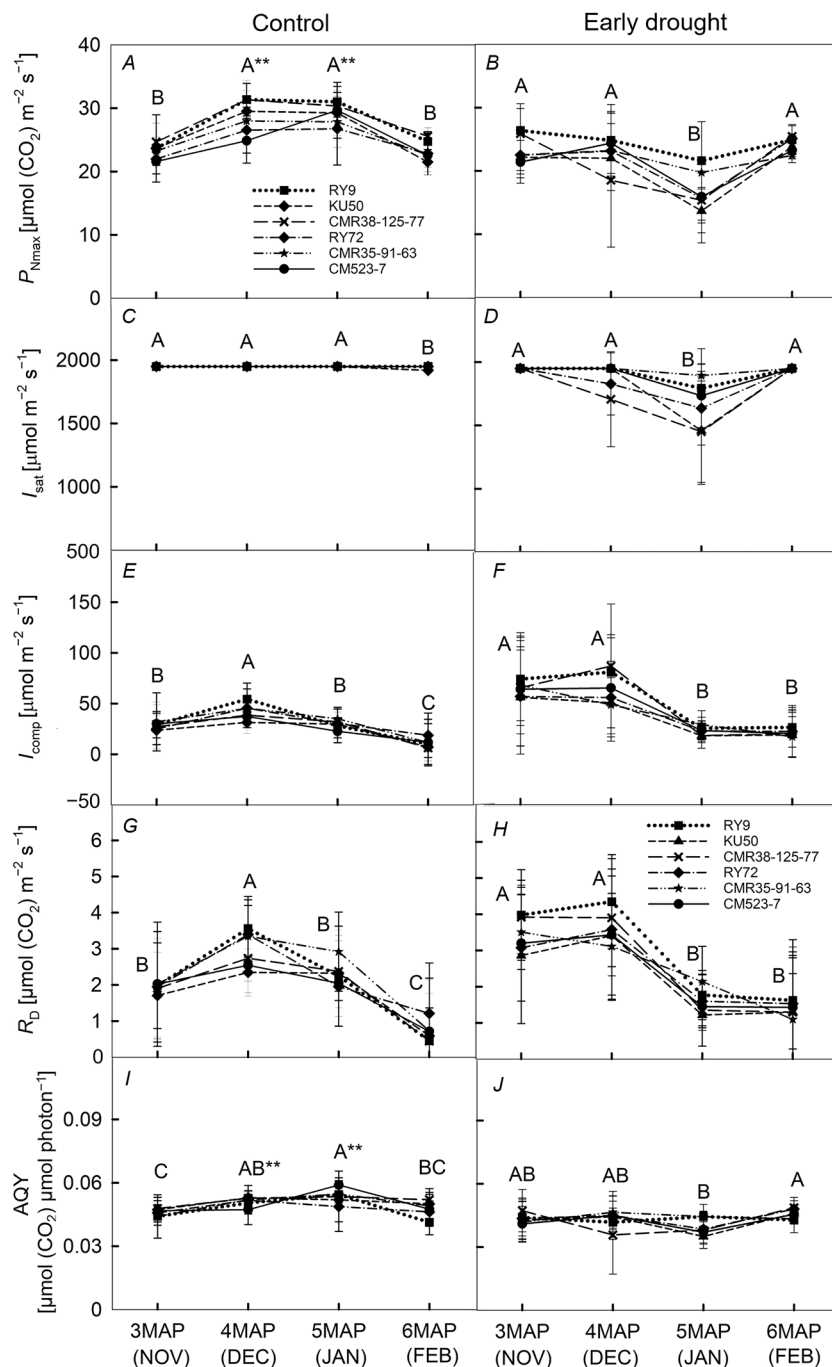 Control
Early drought
A
B
P_Nmax [µmol (CO₂) m⁻² s⁻¹]
40
30
20
10
0
B
A**
A**
B
A
A
B
A
RY9
KU50
CMR38-125-77
RY72
CMR35-91-63
CM523-7
C
D
I_sat [µmol m⁻² s⁻¹]
2000
1500
1000
500
A
A
A
B
A
A
B
A
E
F
I_comp [µmol m⁻² s⁻¹]
150
100
50
0
−50
B
A
B
C
A
A
B
B
G
H
R_D [µmol (CO₂) m⁻² s⁻¹]
6
5
4
3
2
1
0
B
A
B
C
A
A
B
B
RY9
KU50
CMR38-125-77
RY72
CMR35-91-63
CM523-7
I
J
AQY
[µmol (CO₂) µmol photon⁻¹]
0.09
0.06
0.03
0
C
AB**
A**
BC
AB
AB
B
A
3MAP
(NOV)
4MAP
(DEC)
5MAP
(JAN)
6MAP
(FEB)
3MAP
(NOV)
4MAP
(DEC)
5MAP
(JAN)
6MAP
(FEB)